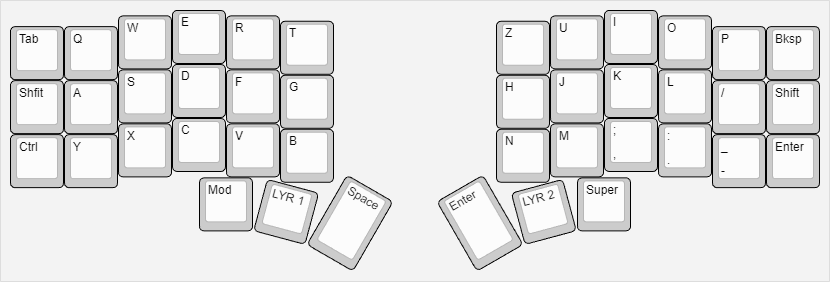 Tab Q W E R T Z U I O P Bksp
Shfit A S D F G H J K L / Shift
Ctrl Y X C V B N M ; , : . _ - Enter
Mod LYR 1 Space Enter LYR 2 Super